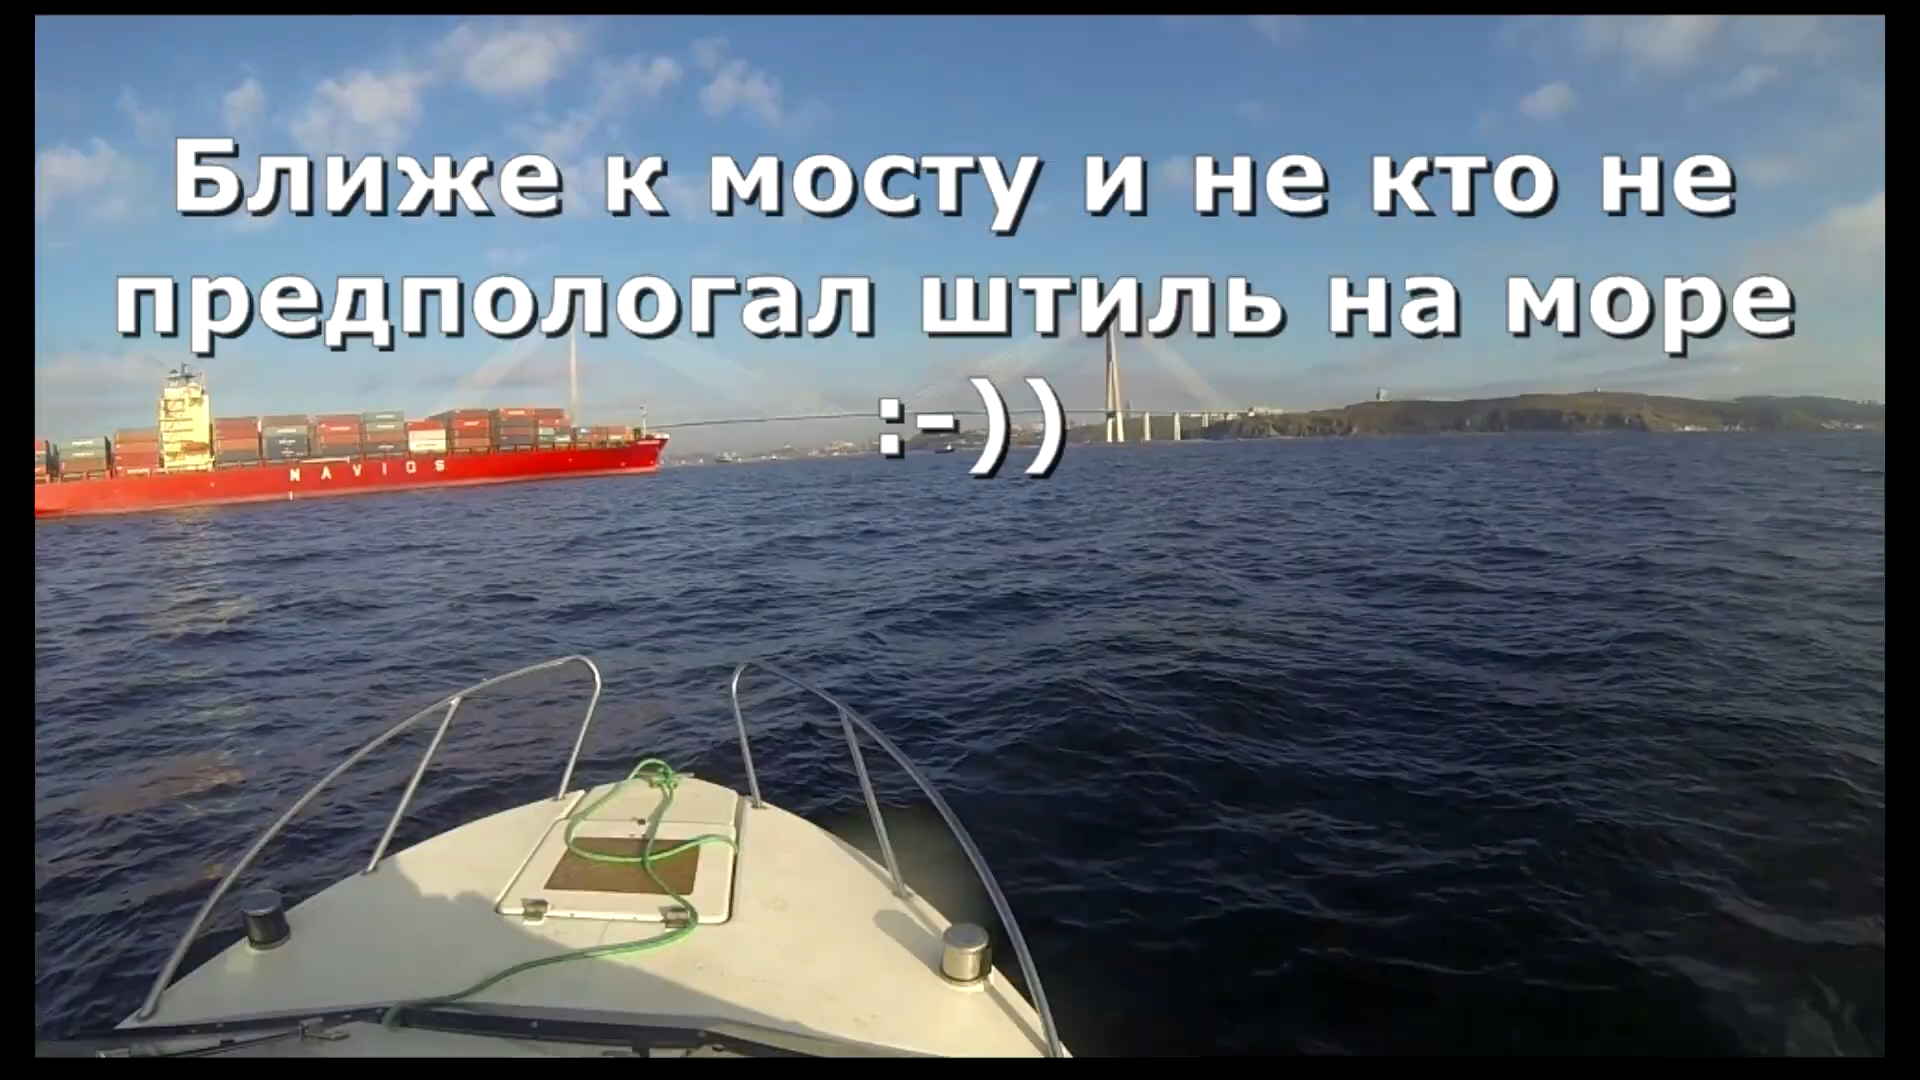 Ближе к мосту и не кто не
предпологал штиль на море
:-))
NAVIOS